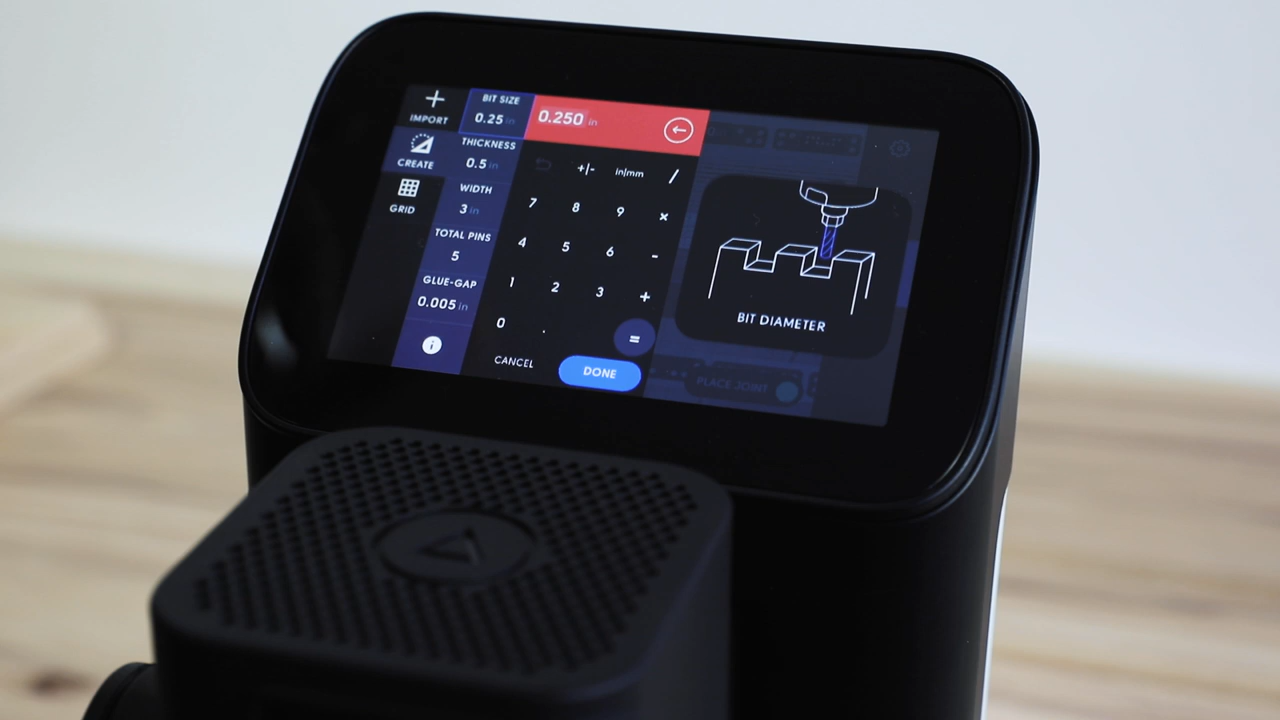 IMPORT
CREATE
GRID
BIT SIZE
0.25 in
THICKNESS
0.5 in
WIDTH
3 in
TOTAL PINS
5
GLUE-GAP
0.005 in
i
0.250 in
+/- in/mm /
7 8 9 ×
4 5 6 -
1 2 3 +
0 . =
CANCEL DONE
BIT DIAMETER
PLACE JOINT